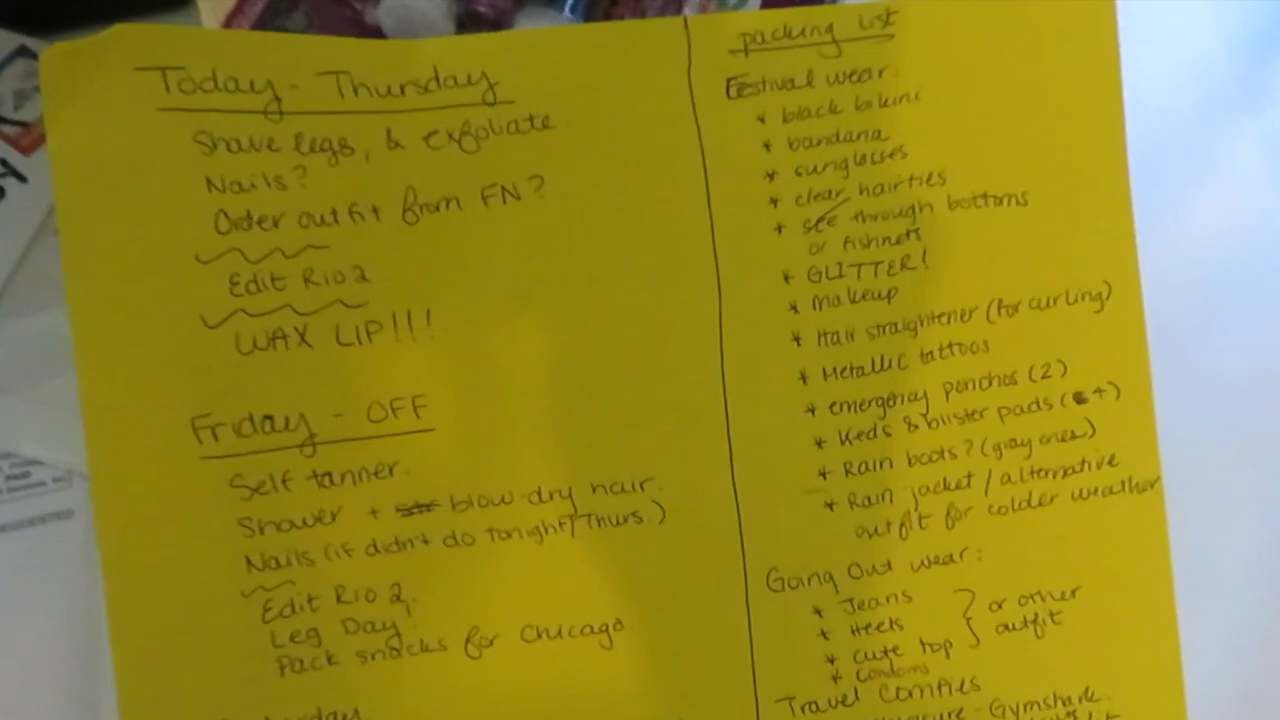 Today - Thursday
Shave legs, & exfoliate
Nails?
Order outfit from FN?
Edit Rio 2
WAX LIP!!!
Friday - OFF
Self tanner.
Shower + blow dry hair.
Nails (if didn't do tonight/Thurs.)
Edit Rio 2
Leg Day
Pack snacks for Chicago
packing list
Festival wear
* black bikini
* bandana
* sunglasses
* clear hairties
* see through bottoms
or fishnets
* GLITTER!
* Makeup
* Hair straightener (for curling)
* Metallic tattoos
* emergency ponchos (2)
* Keds & blister pads (4)
* Rain boots? (gray ones)
* Rain jacket / alternative
outfit for colder weather
Going Out wear:
* Jeans
* Heels
* cute top
} or other
outfit
* Condoms
Travel Comfies
- Gymshark